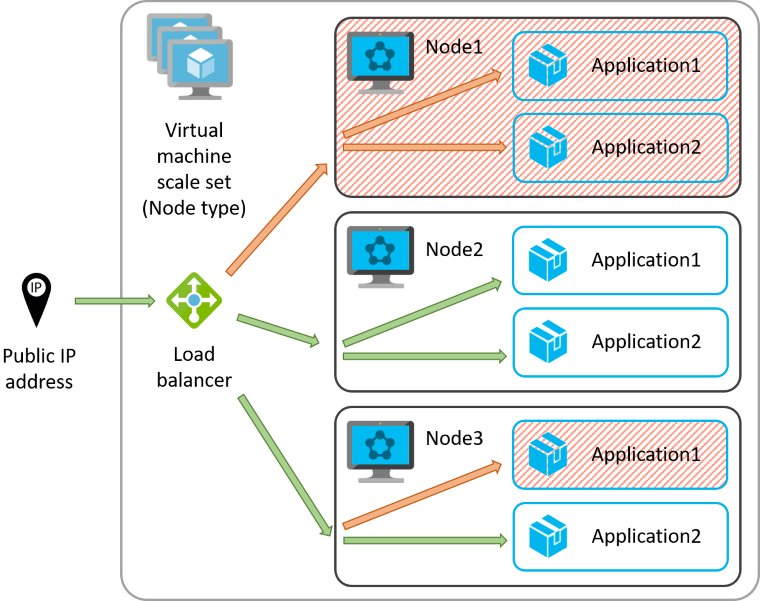 Virtual
machine
scale set
(Node type)
Node1
Application1
Application2
Node2
Application1
Application2
IP
Public IP
address
Load
balancer
Node3
Application1
Application2